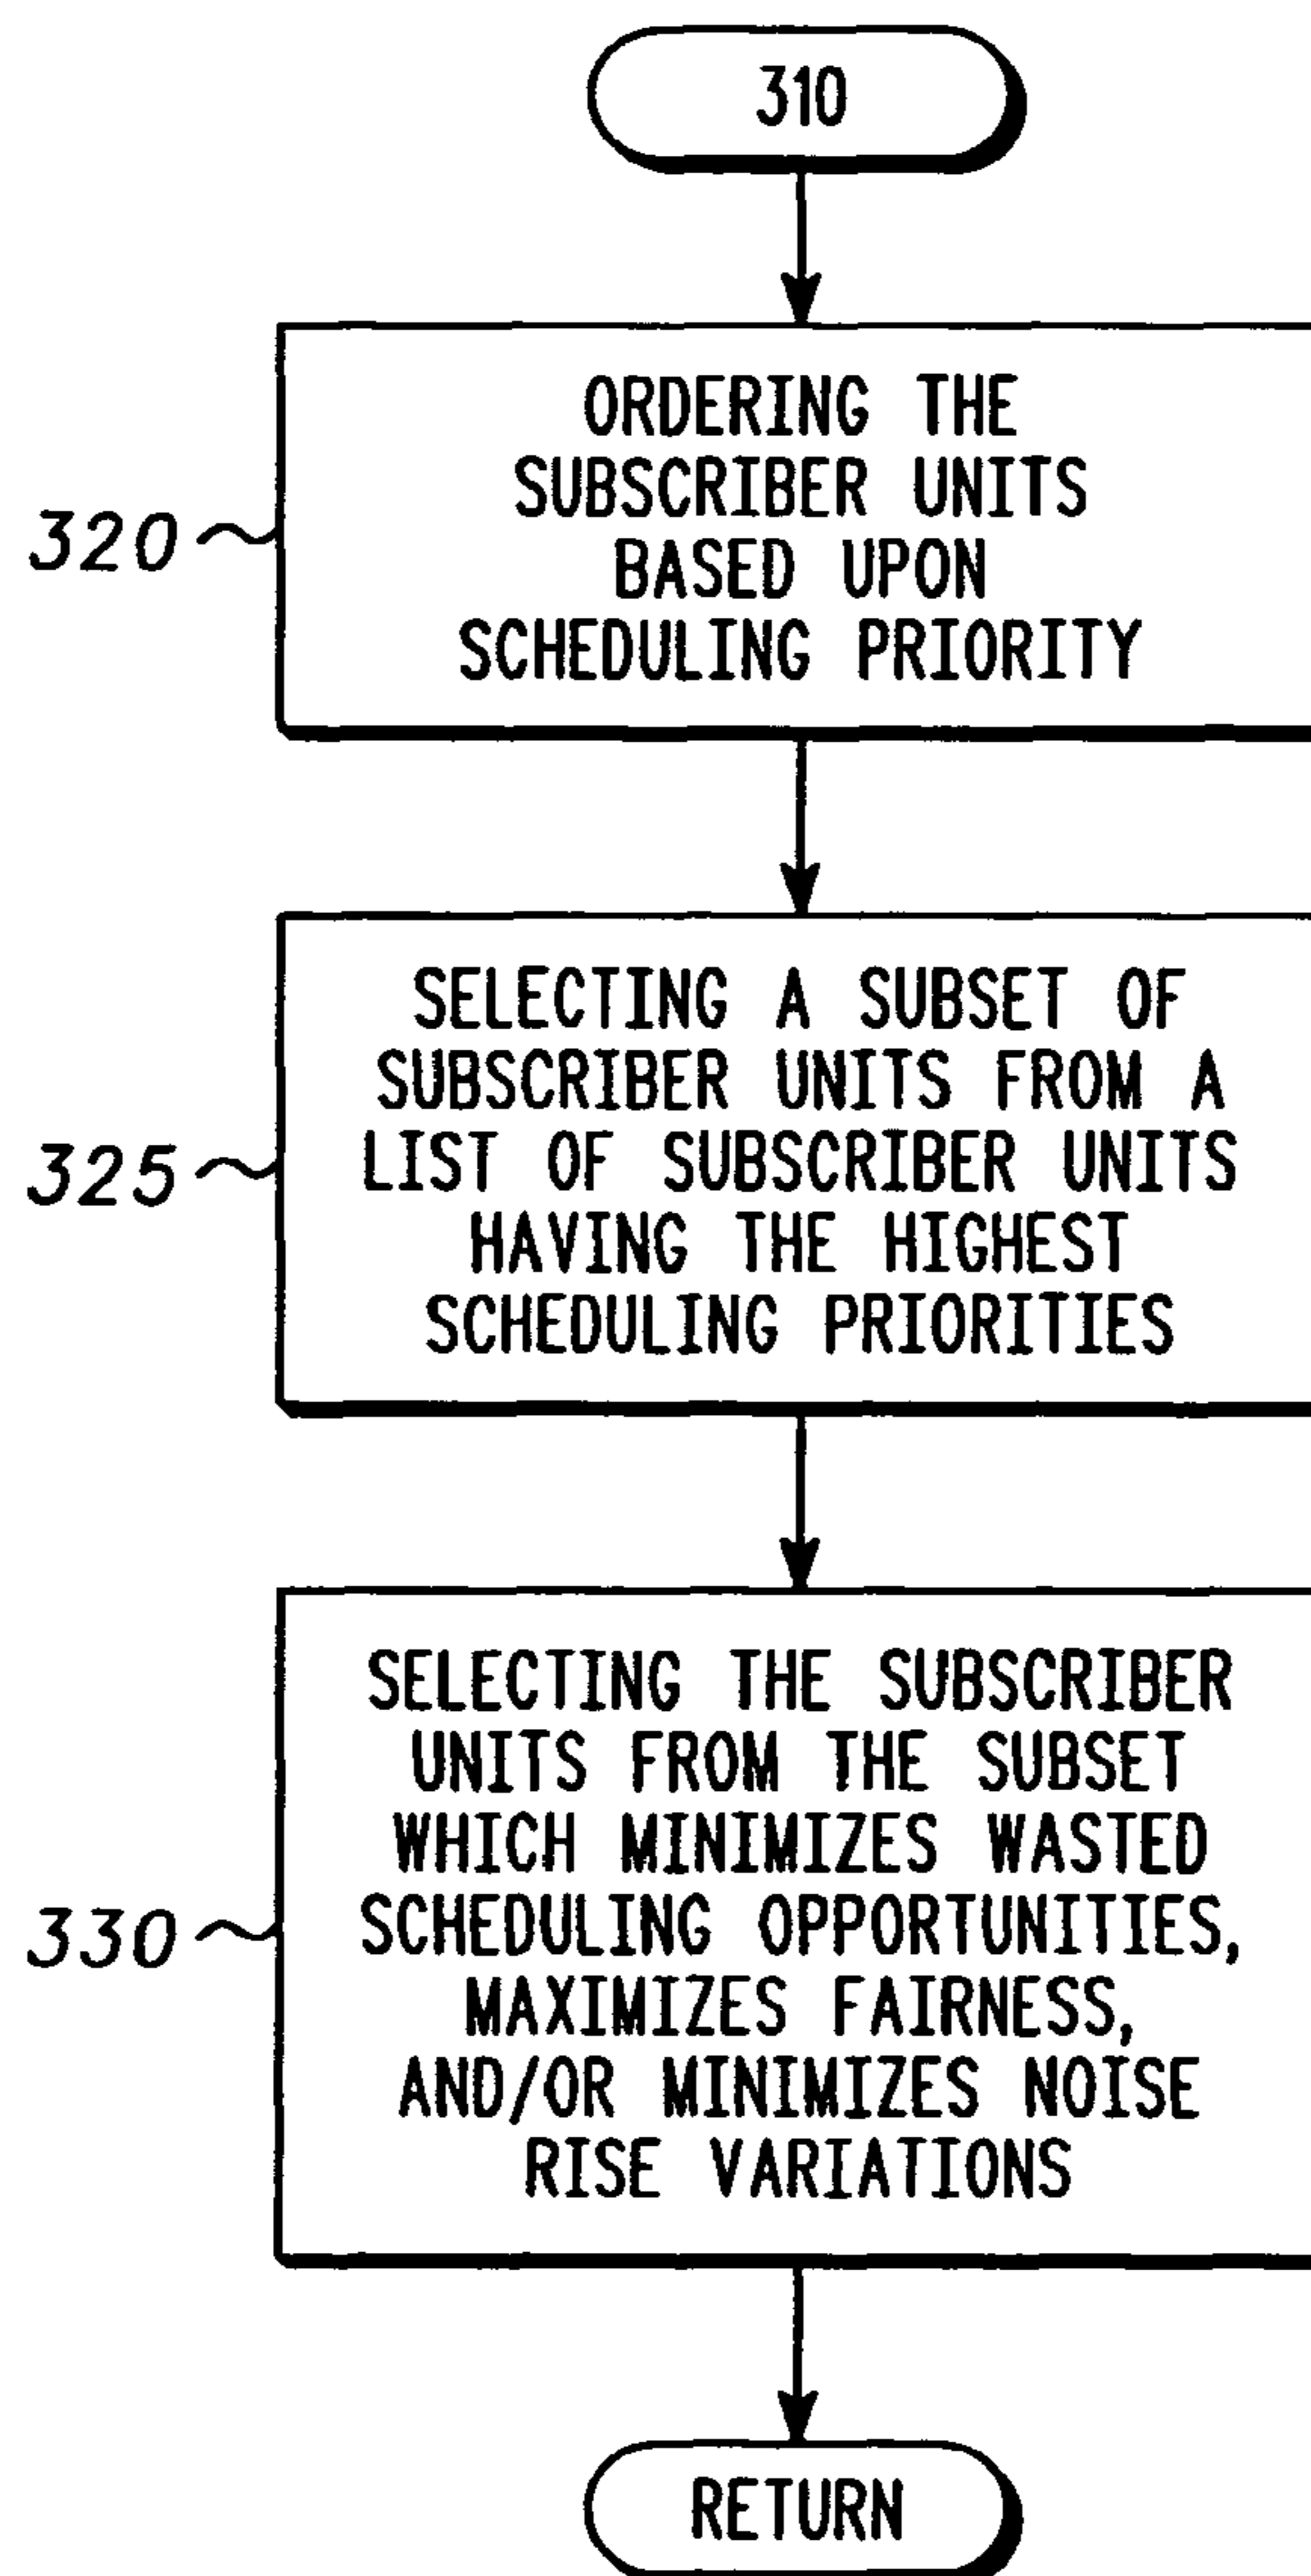 310
ORDERING THE
SUBSCRIBER UNITS
BASED UPON
SCHEDULING PRIORITY
320
SELECTING A SUBSET OF
SUBSCRIBER UNITS FROM A
LIST OF SUBSCRIBER UNITS
HAVING THE HIGHEST
SCHEDULING PRIORITIES
325
SELECTING THE SUBSCRIBER
UNITS FROM THE SUBSET
WHICH MINIMIZES WASTED
SCHEDULING OPPORTUNITIES,
MAXIMIZES FAIRNESS,
AND/OR MINIMIZES NOISE
RISE VARIATIONS
330
RETURN